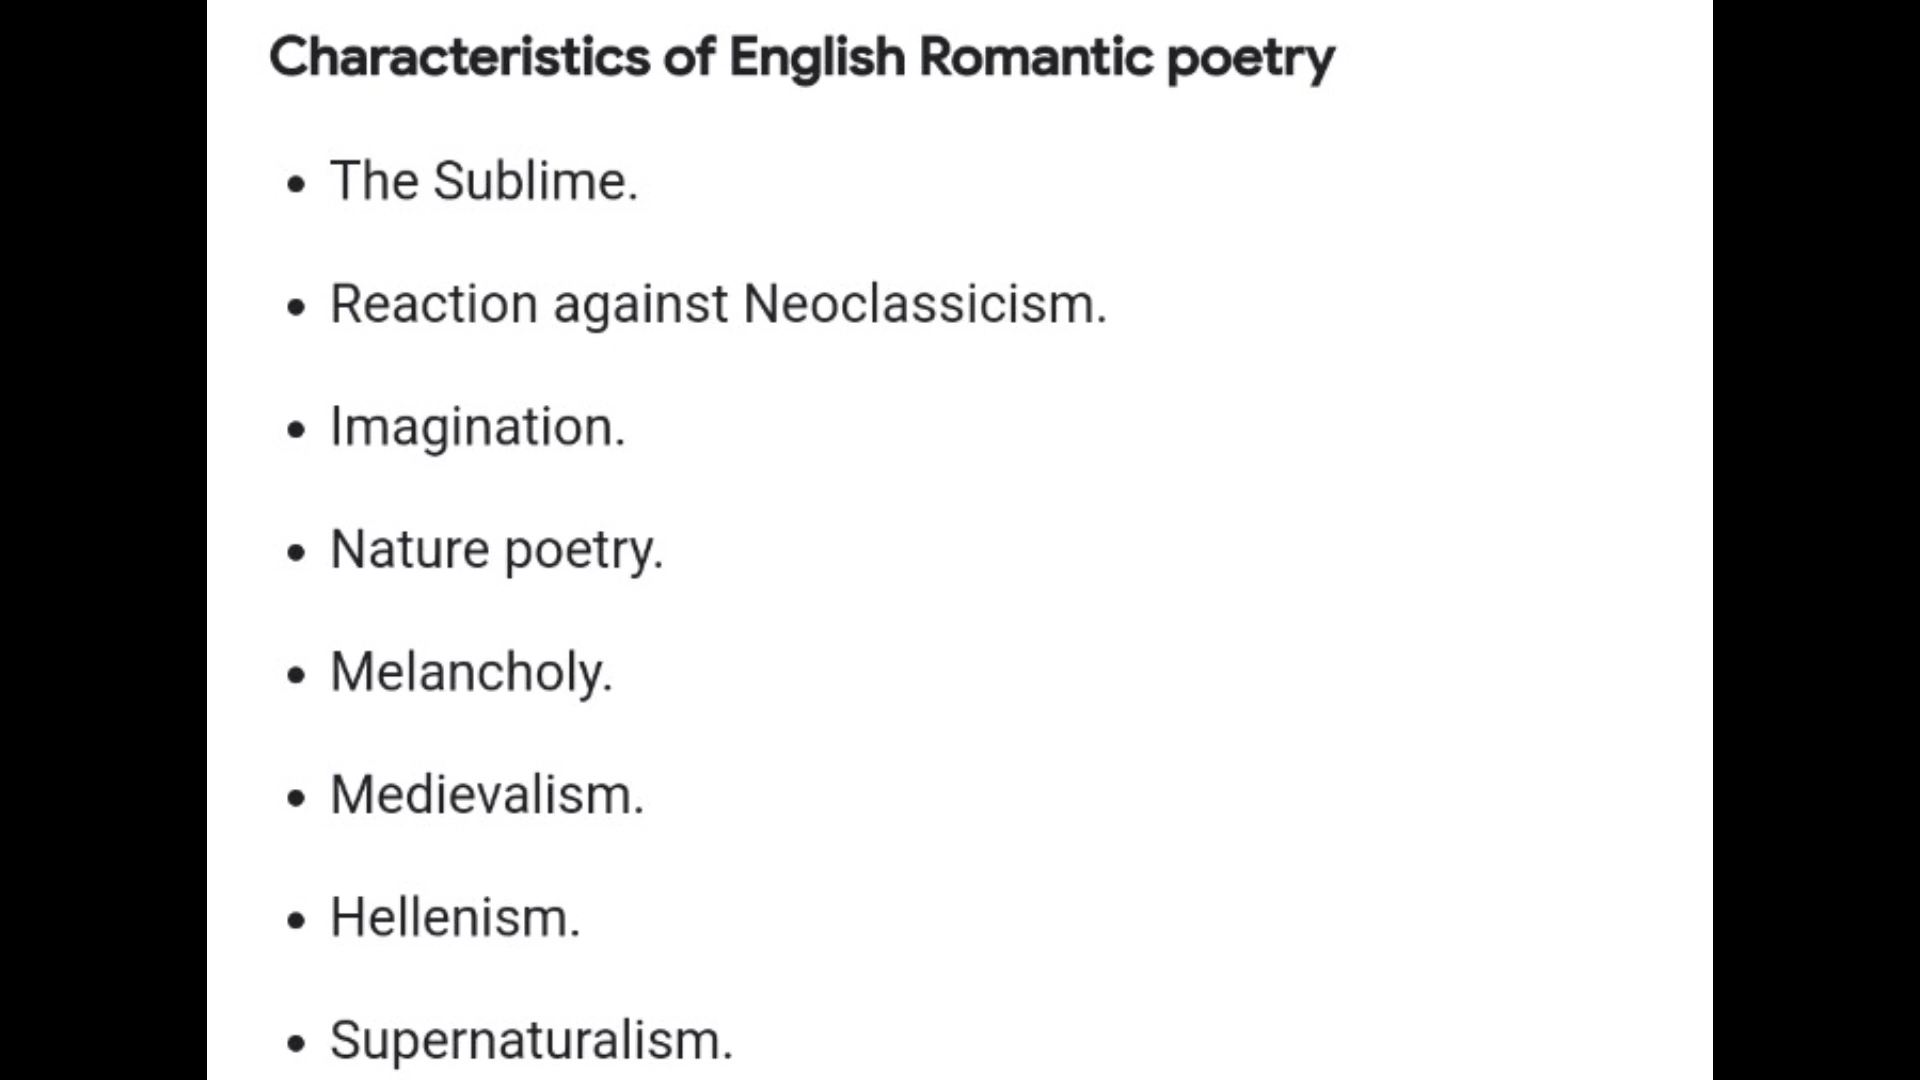 Characteristics of English Romantic poetry
• The Sublime.
• Reaction against Neoclassicism.
• Imagination.
• Nature poetry.
• Melancholy.
• Medievalism.
• Hellenism.
• Supernaturalism.